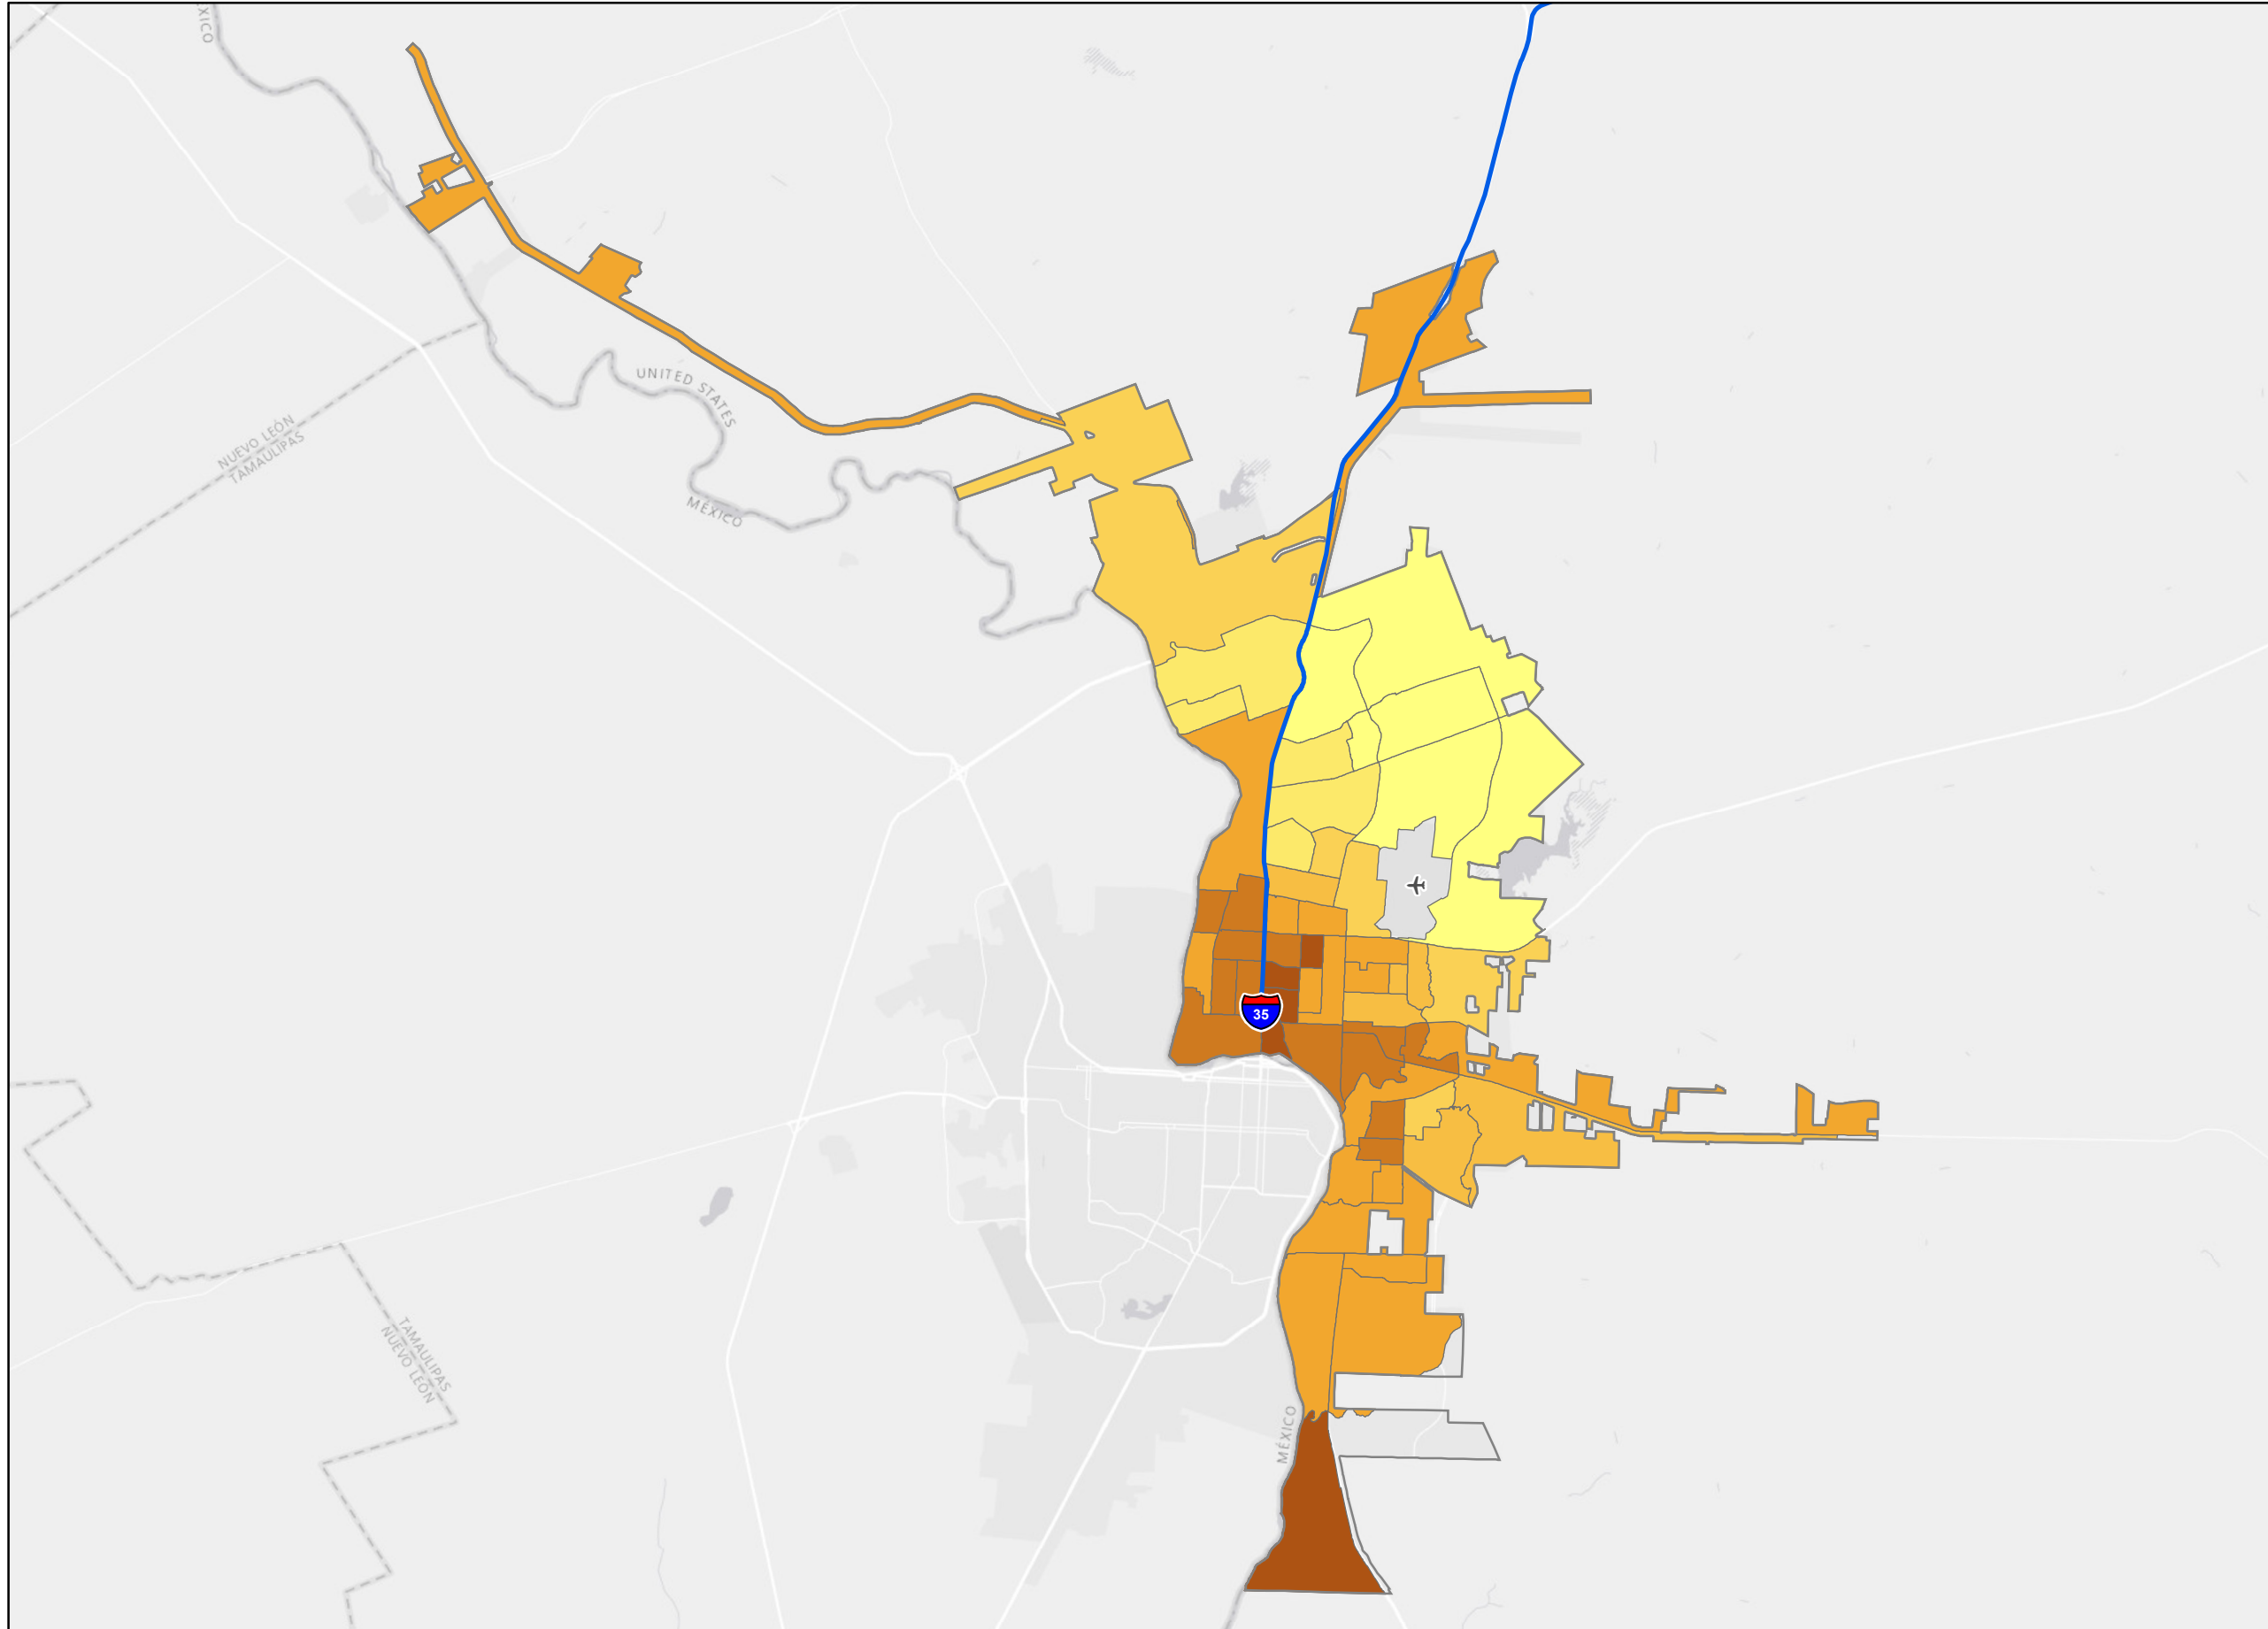 XICO
UNITED STATES
NUEVO LEÓN
TAMAULIPAS
MÉXICO
35
TAMAULIPAS
NUEVO LEÓN
MÉXICO